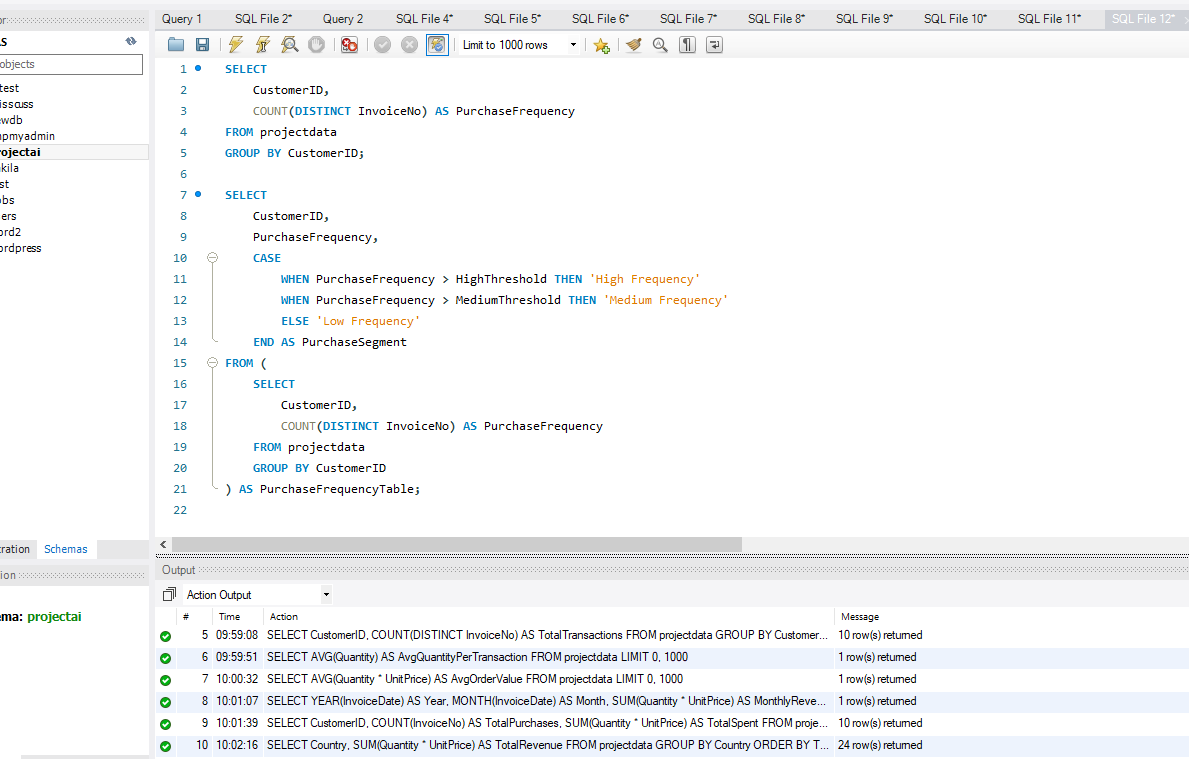 Query 1 SQL File 2* Query 2 SQL File 4* SQL File 5* SQL File 6* SQL File 7* SQL File 8* SQL File 9* SQL File 10* SQL File 11* SQL File 12*
Limit to 1000 rows
objects
test
isscuss
ewdb
hpmyadmin
rojectai
kila
st
obs
ers
ord2
ordpress
1 SELECT
2 CustomerID,
3 COUNT(DISTINCT InvoiceNo) AS PurchaseFrequency
4 FROM projectdata
5 GROUP BY CustomerID;
6
7 SELECT
8 CustomerID,
9 PurchaseFrequency,
10 CASE
11 WHEN PurchaseFrequency > HighThreshold THEN 'High Frequency'
12 WHEN PurchaseFrequency > MediumThreshold THEN 'Medium Frequency'
13 ELSE 'Low Frequency'
14 END AS PurchaseSegment
15 FROM (
16 SELECT
17 CustomerID,
18 COUNT(DISTINCT InvoiceNo) AS PurchaseFrequency
19 FROM projectdata
20 GROUP BY CustomerID
21 ) AS PurchaseFrequencyTable;
22
tration Schemas
ion
ema: projectai
Output
Action Output
# Time Action Message
5 09:59:08 SELECT CustomerID, COUNT(DISTINCT InvoiceNo) AS TotalTransactions FROM projectdata GROUP BY Customer... 10 row(s) returned
6 09:59:51 SELECT AVG(Quantity) AS AvgQuantityPerTransaction FROM projectdata LIMIT 0, 1000 1 row(s) returned
7 10:00:32 SELECT AVG(Quantity * UnitPrice) AS AvgOrderValue FROM projectdata LIMIT 0, 1000 1 row(s) returned
8 10:01:07 SELECT YEAR(InvoiceDate) AS Year, MONTH(InvoiceDate) AS Month, SUM(Quantity * UnitPrice) AS MonthlyReve... 1 row(s) returned
9 10:01:39 SELECT CustomerID, COUNT(InvoiceNo) AS TotalPurchases, SUM(Quantity * UnitPrice) AS TotalSpent FROM proje... 10 row(s) returned
10 10:02:16 SELECT Country, SUM(Quantity * UnitPrice) AS TotalRevenue FROM projectdata GROUP BY Country ORDER BY T... 24 row(s) returned